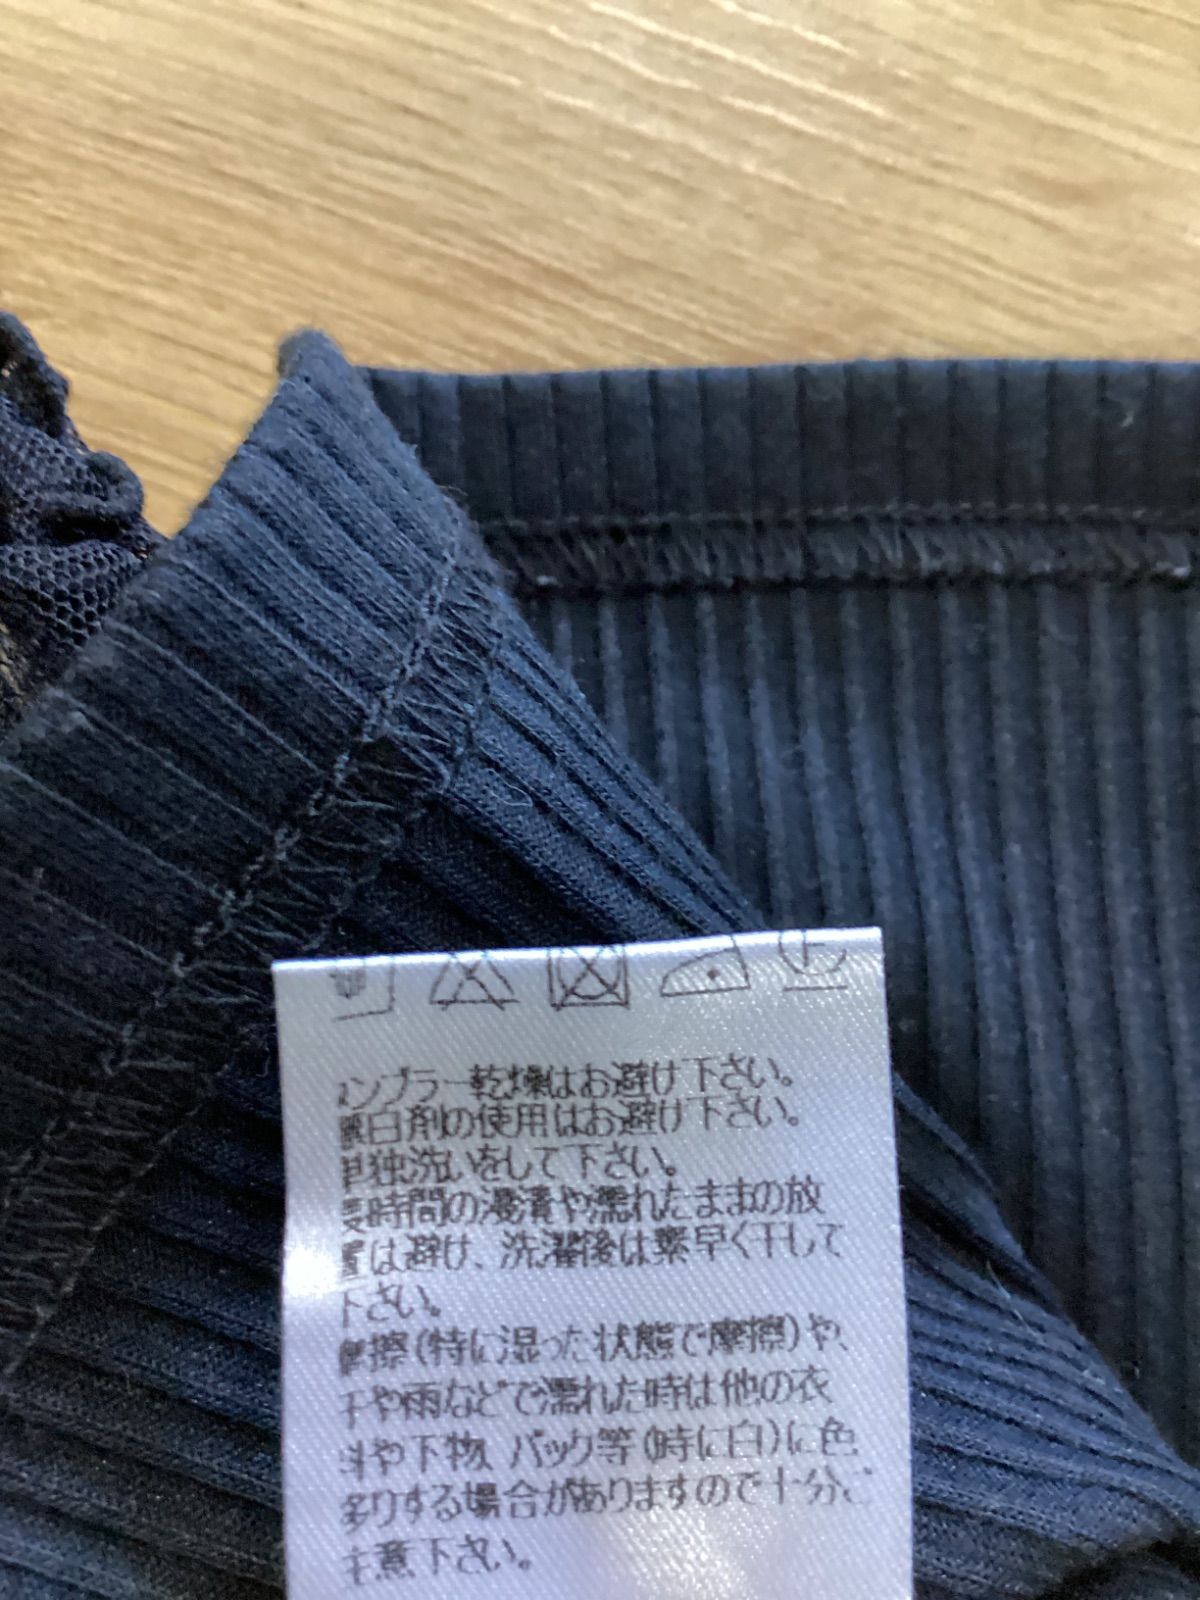 タンブラー乾燥はお避け下さい。
漂白剤の使用はお避け下さい。
単独洗いをして下さい。
長時間の浸漬や濡れたままの放
置は避け、洗濯後は素早く干して
下さい。
摩擦(特に湿った状態で摩擦)や、
汗や雨などで濡れた時は他の衣
料や下物、バック等(特に白)に色
移りする場合がありますので十分ご
注意下さい。